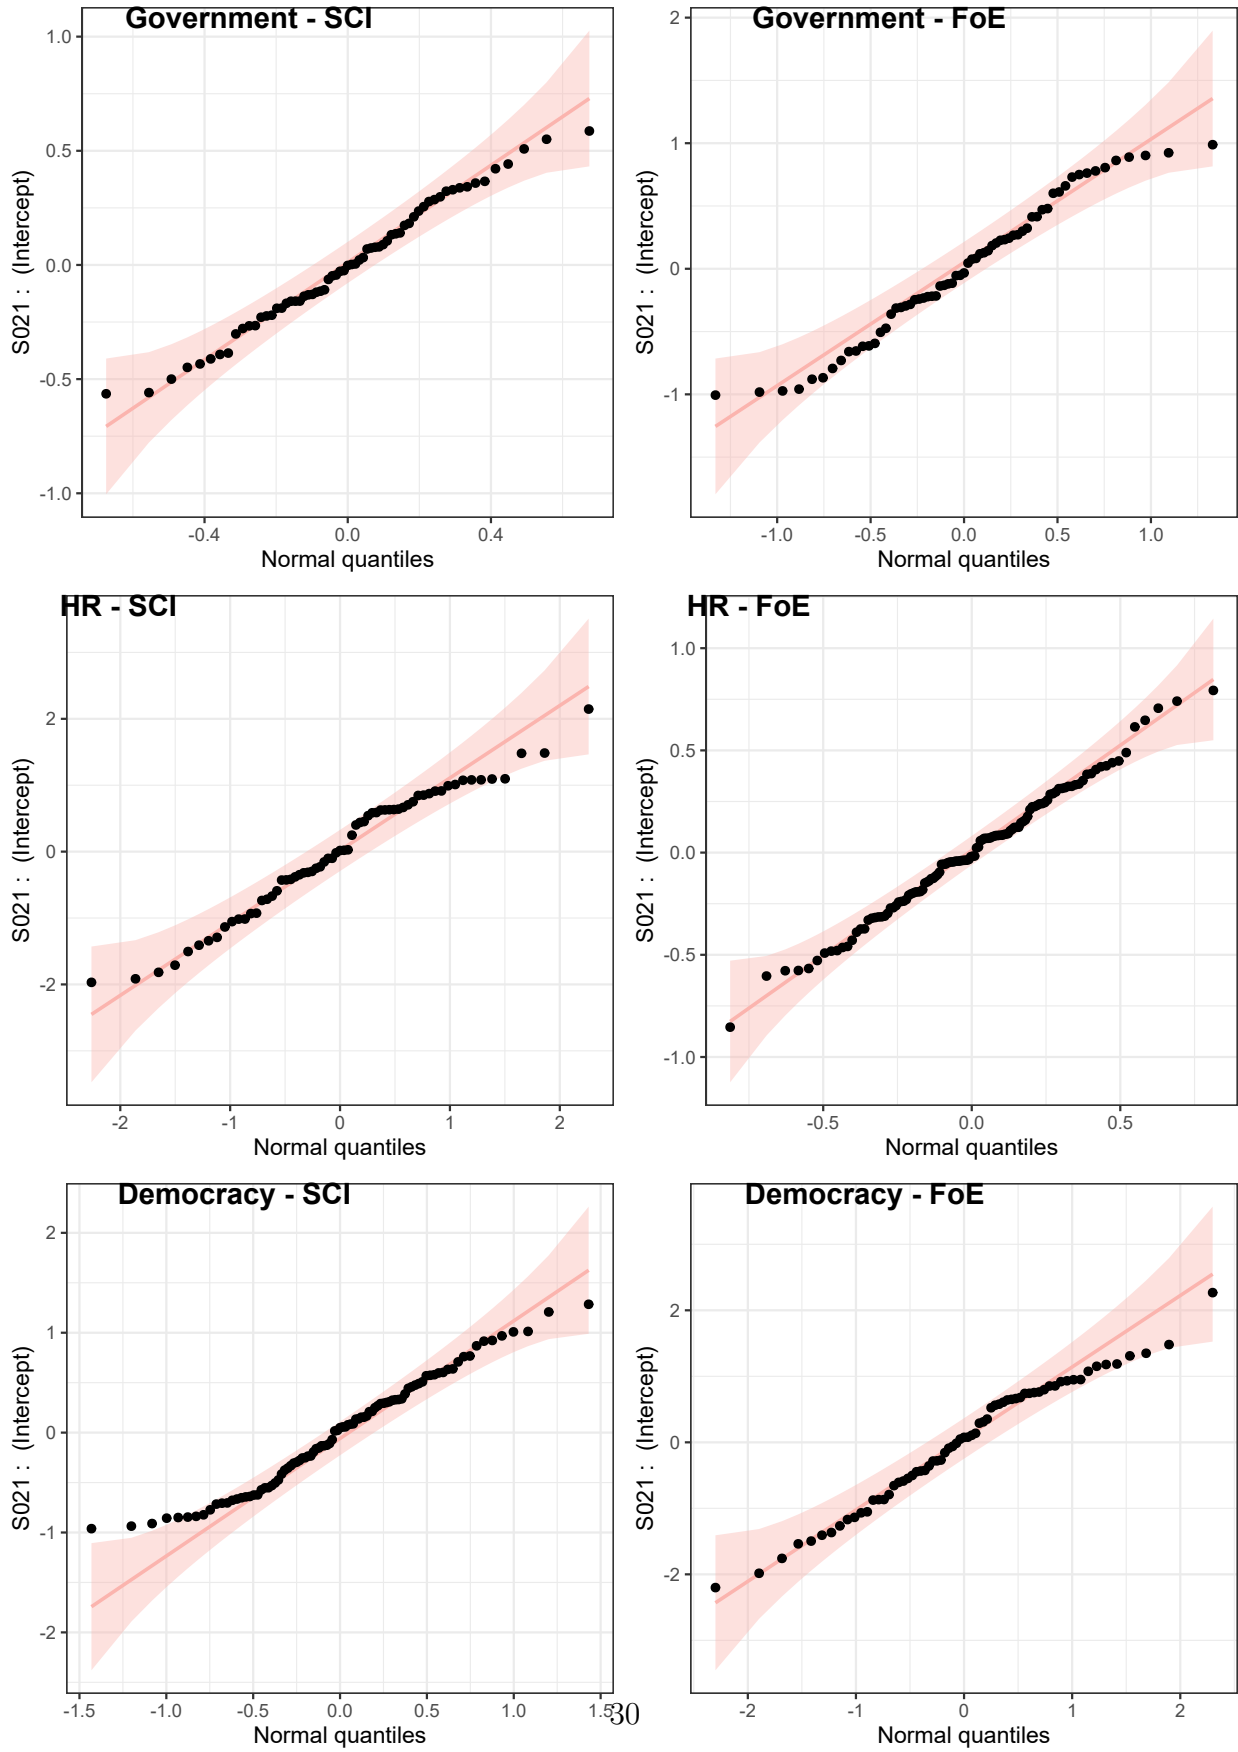 Government - SCI
1.0
0.5
0.0
-0.5
-1.0
S021 : (Intercept)
-0.4 0.0 0.4
Normal quantiles
Government - FoE
2
1
0
-1
S021 : (Intercept)
-1.0 -0.5 0.0 0.5 1.0
Normal quantiles
HR - SCI
2
0
-2
S021 : (Intercept)
-2 -1 0 1 2
Normal quantiles
HR - FoE
1.0
0.5
0.0
-0.5
-1.0
S021 : (Intercept)
-0.5 0.0 0.5
Normal quantiles
Democracy - SCI
2
1
0
-1
-2
S021 : (Intercept)
-1.5 -1.0 -0.5 0.0 0.5 1.0 1.5
Normal quantiles
Democracy - FoE
2
0
-2
S021 : (Intercept)
-2 -1 0 1 2
Normal quantiles
30